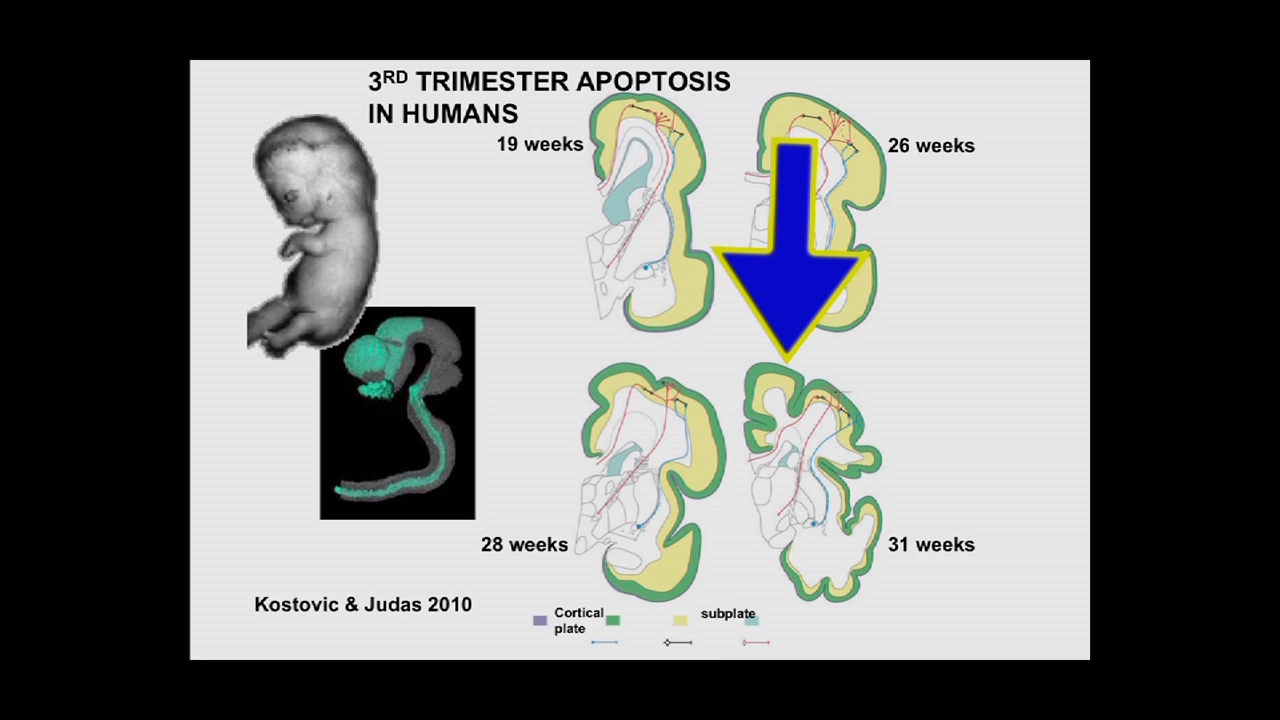 3RD TRIMESTER APOPTOSIS
IN HUMANS
19 weeks
26 weeks
28 weeks
31 weeks
Kostovic & Judas 2010
Cortical
plate
subplate